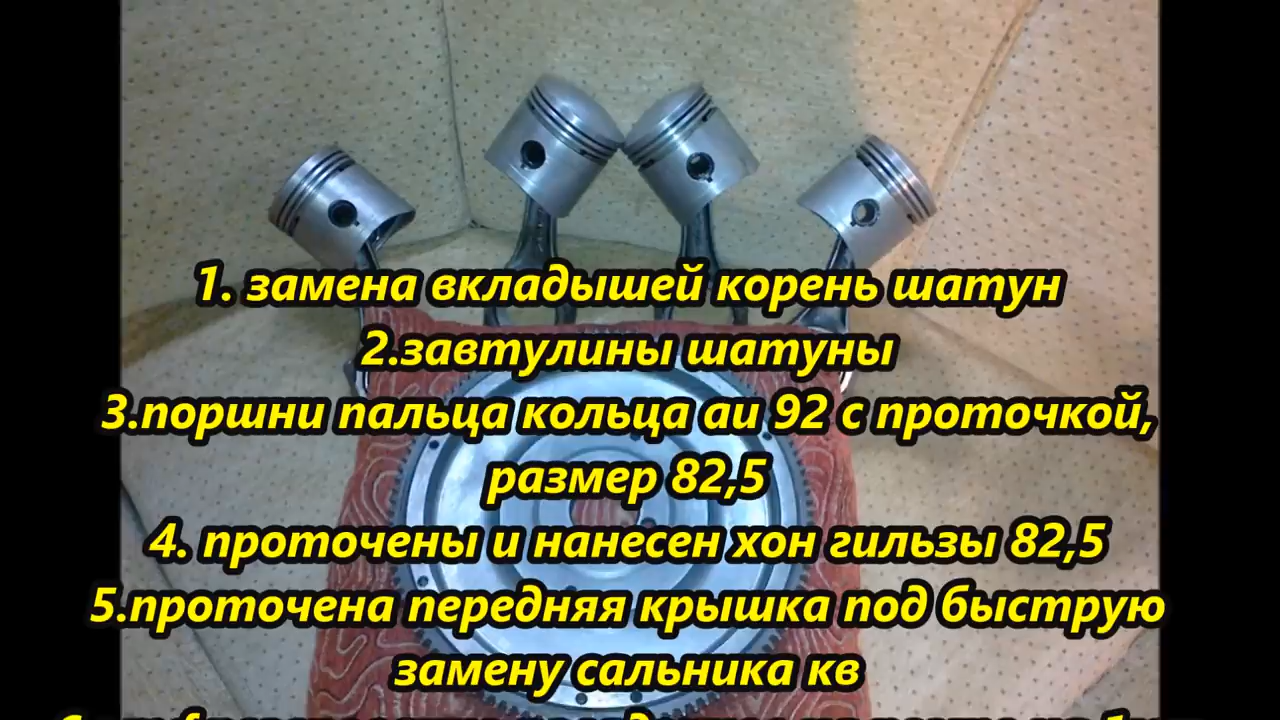 1. замена вкладышей корень шатун
2.завтулины шатуны
3.поршни пальца кольца аи 92 с проточкой,
размер 82,5
4. проточены и нанесен хон гильзы 82,5
5.проточена передняя крышка под быструю
замену сальника кв